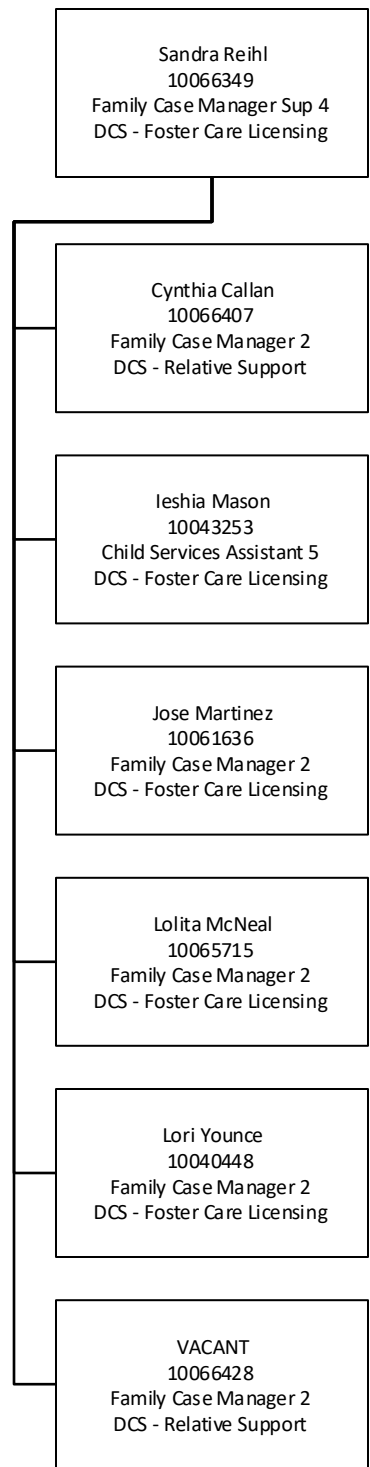 Sandra Reihl
10066349
Family Case Manager Sup 4
DCS - Foster Care Licensing
Cynthia Callan
10066407
Family Case Manager 2
DCS - Relative Support
Ieshia Mason
10043253
Child Services Assistant 5
DCS - Foster Care Licensing
Jose Martinez
10061636
Family Case Manager 2
DCS - Foster Care Licensing
Lolita McNeal
10065715
Family Case Manager 2
DCS - Foster Care Licensing
Lori Younce
10040448
Family Case Manager 2
DCS - Foster Care Licensing
VACANT
10066428
Family Case Manager 2
DCS - Relative Support